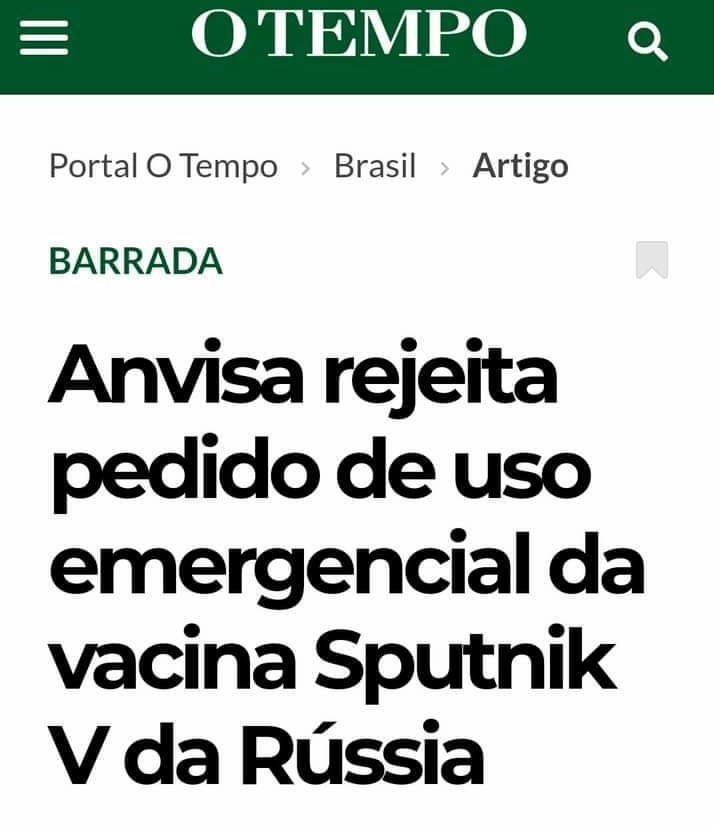 O TEMPO
Portal O Tempo > Brasil > Artigo
BARRADA
Anvisa rejeita
pedido de uso
emergencial da
vacina Sputnik
V da Rússia